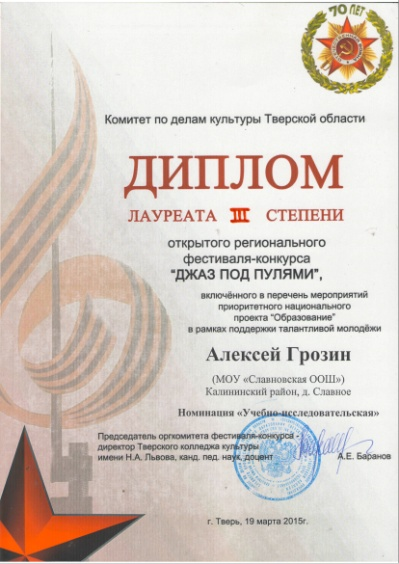 70 ЛЕТ
Комитет по делам культуры Тверской области
ДИПЛОМ
ЛАУРЕАТА III СТЕПЕНИ
открытого регионального
фестиваля-конкурса
"ДЖАЗ ПОД ПУЛЯМИ",
включённого в перечень мероприятий
приоритетного национального
проекта "Образование"
в рамках поддержки талантливой молодёжи
Алексей Грозин
(МОУ «Славновская ООШ»)
Калининский район, д. Славное
Номинация «Учебно-исследовательская»
Председатель оргкомитета фестиваля-конкурса -
директор Тверского колледжа культуры
имени Н.А. Львова, канд. пед. наук, доцент
А.Е. Баранов
г. Тверь, 19 марта 2015г.